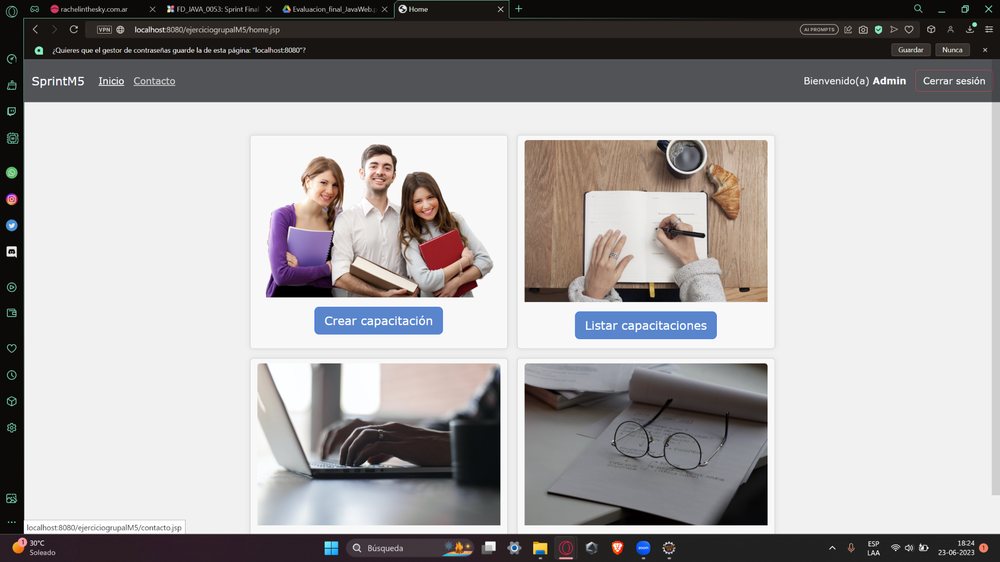 rachelinthesky.com.ar
FD_JAVA_0053: Sprint Final
Evaluacion_final_JavaWeb.p
Home
VPN
localhost:8080/ejerciciogrupalM5/home.jsp
AI PROMPTS
¿Quieres que el gestor de contraseñas guarde la de esta página: "localhost:8080"?
Guardar
Nunca
SprintM5
Inicio
Contacto
Bienvenido(a) Admin
Cerrar sesión
Crear capacitación
Listar capacitaciones
localhost:8080/ejerciciogrupalM5/contacto.jsp
1
30°C
Soleado
Búsqueda
zoom
ESP
LAA
18:24
23-06-2023
1